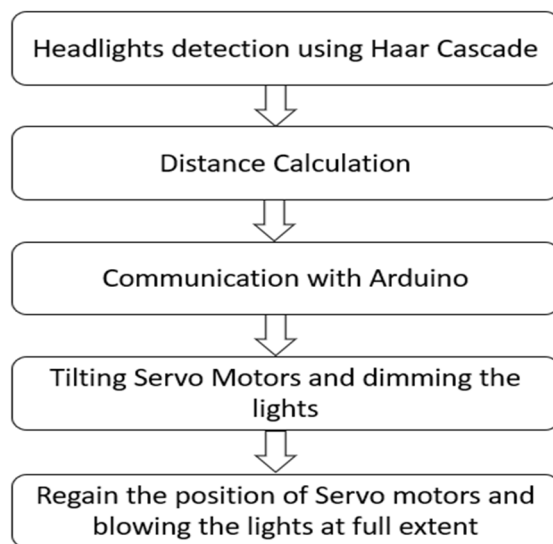 Headlights detection using Haar Cascade
Distance Calculation
Communication with Arduino
Tilting Servo Motors and dimming the
lights
Regain the position of Servo motors and
blowing the lights at full extent